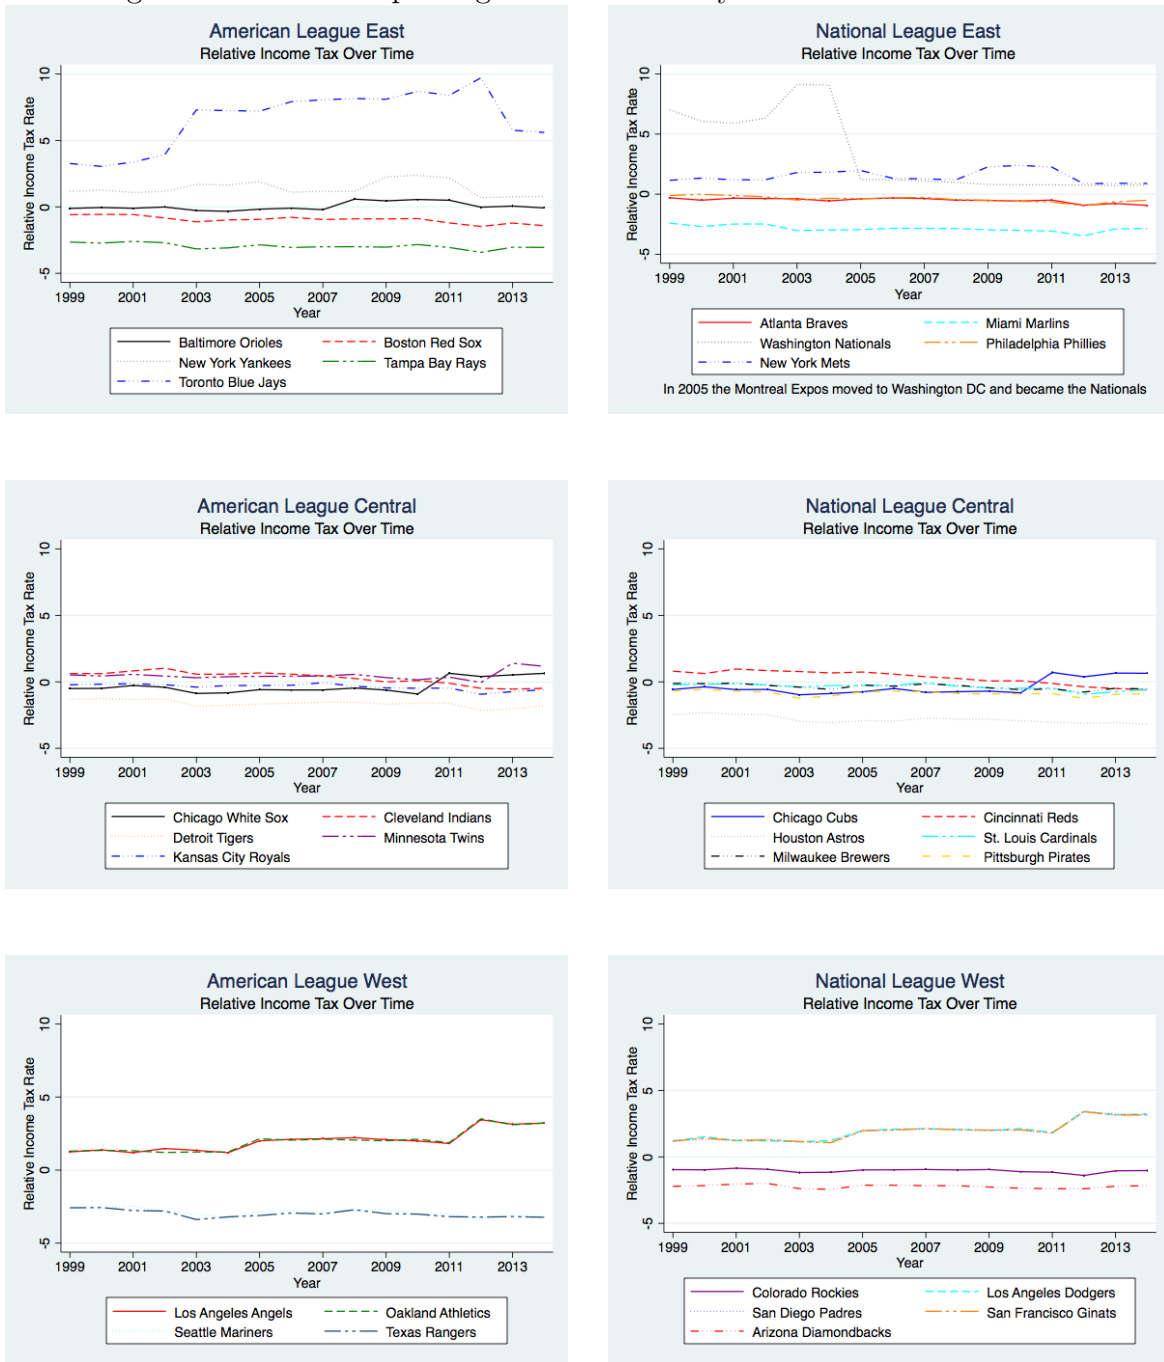 American League East
Relative Income Tax Over Time
Relative Income Tax Rate
10
5
0
-5
1999 2001 2003 2005 2007 2009 2011 2013
Year
Baltimore Orioles Boston Red Sox
New York Yankees Tampa Bay Rays
Toronto Blue Jays
National League East
Relative Income Tax Over Time
Relative Income Tax Rate
10
5
0
-5
1999 2001 2003 2005 2007 2009 2011 2013
Year
Atlanta Braves Miami Marlins
Washington Nationals Philadelphia Phillies
New York Mets
In 2005 the Montreal Expos moved to Washington DC and became the Nationals
American League Central
Relative Income Tax Over Time
Relative Income Tax Rate
10
5
0
-5
1999 2001 2003 2005 2007 2009 2011 2013
Year
Chicago White Sox Cleveland Indians
Detroit Tigers Minnesota Twins
Kansas City Royals
National League Central
Relative Income Tax Over Time
Relative Income Tax Rate
10
5
0
-5
1999 2001 2003 2005 2007 2009 2011 2013
Year
Chicago Cubs Cincinnati Reds
Houston Astros St. Louis Cardinals
Milwaukee Brewers Pittsburgh Pirates
American League West
Relative Income Tax Over Time
Relative Income Tax Rate
10
5
0
-5
1999 2001 2003 2005 2007 2009 2011 2013
Year
Los Angeles Angels Oakland Athletics
Seattle Mariners Texas Rangers
National League West
Relative Income Tax Over Time
Relative Income Tax Rate
10
5
0
-5
1999 2001 2003 2005 2007 2009 2011 2013
Year
Colorado Rockies Los Angeles Dodgers
San Diego Padres San Francisco Ginats
Arizona Diamondbacks